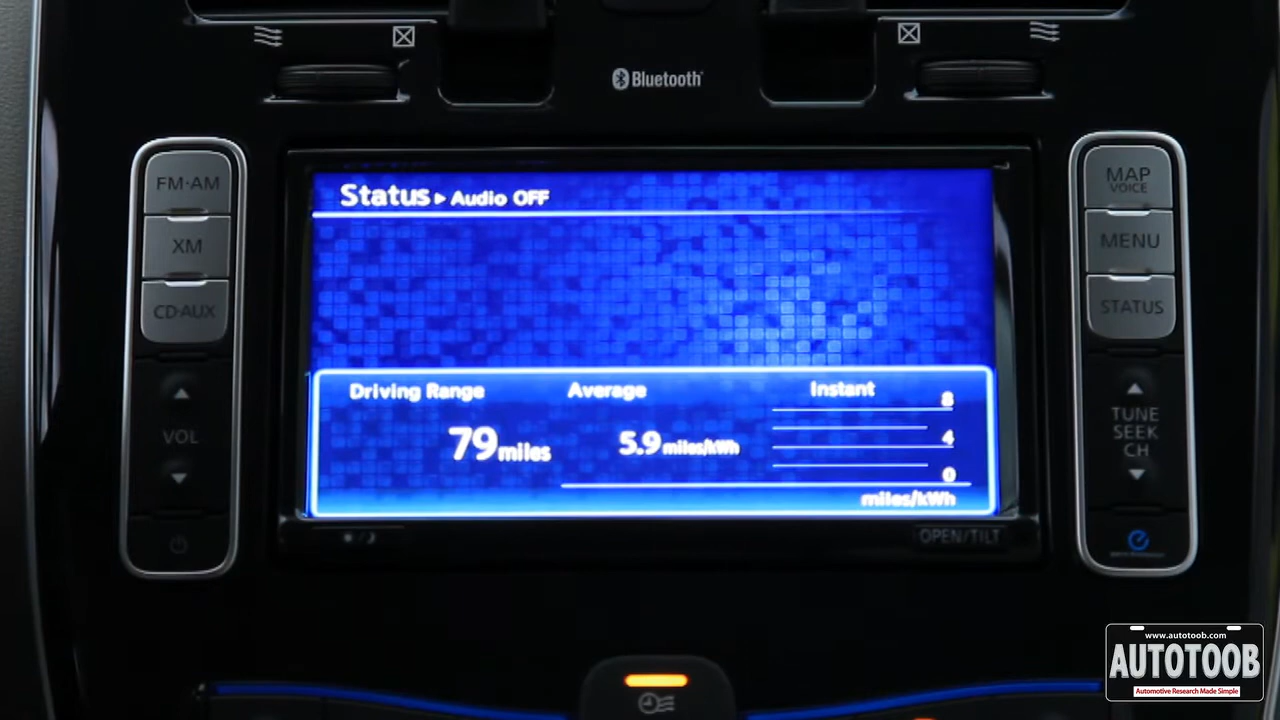 Bluetooth
FM·AM
XM
CD·AUX
VOL
Status ▸ Audio OFF
Driving Range
79 miles
Average
5.9 miles/kWh
Instant
8
4
0
miles/kWh
OPEN/TILT
MAP
VOICE
MENU
STATUS
TUNE
SEEK
CH
www.autotoob.com
AUTOTOOB
Automotive Research Made Simple